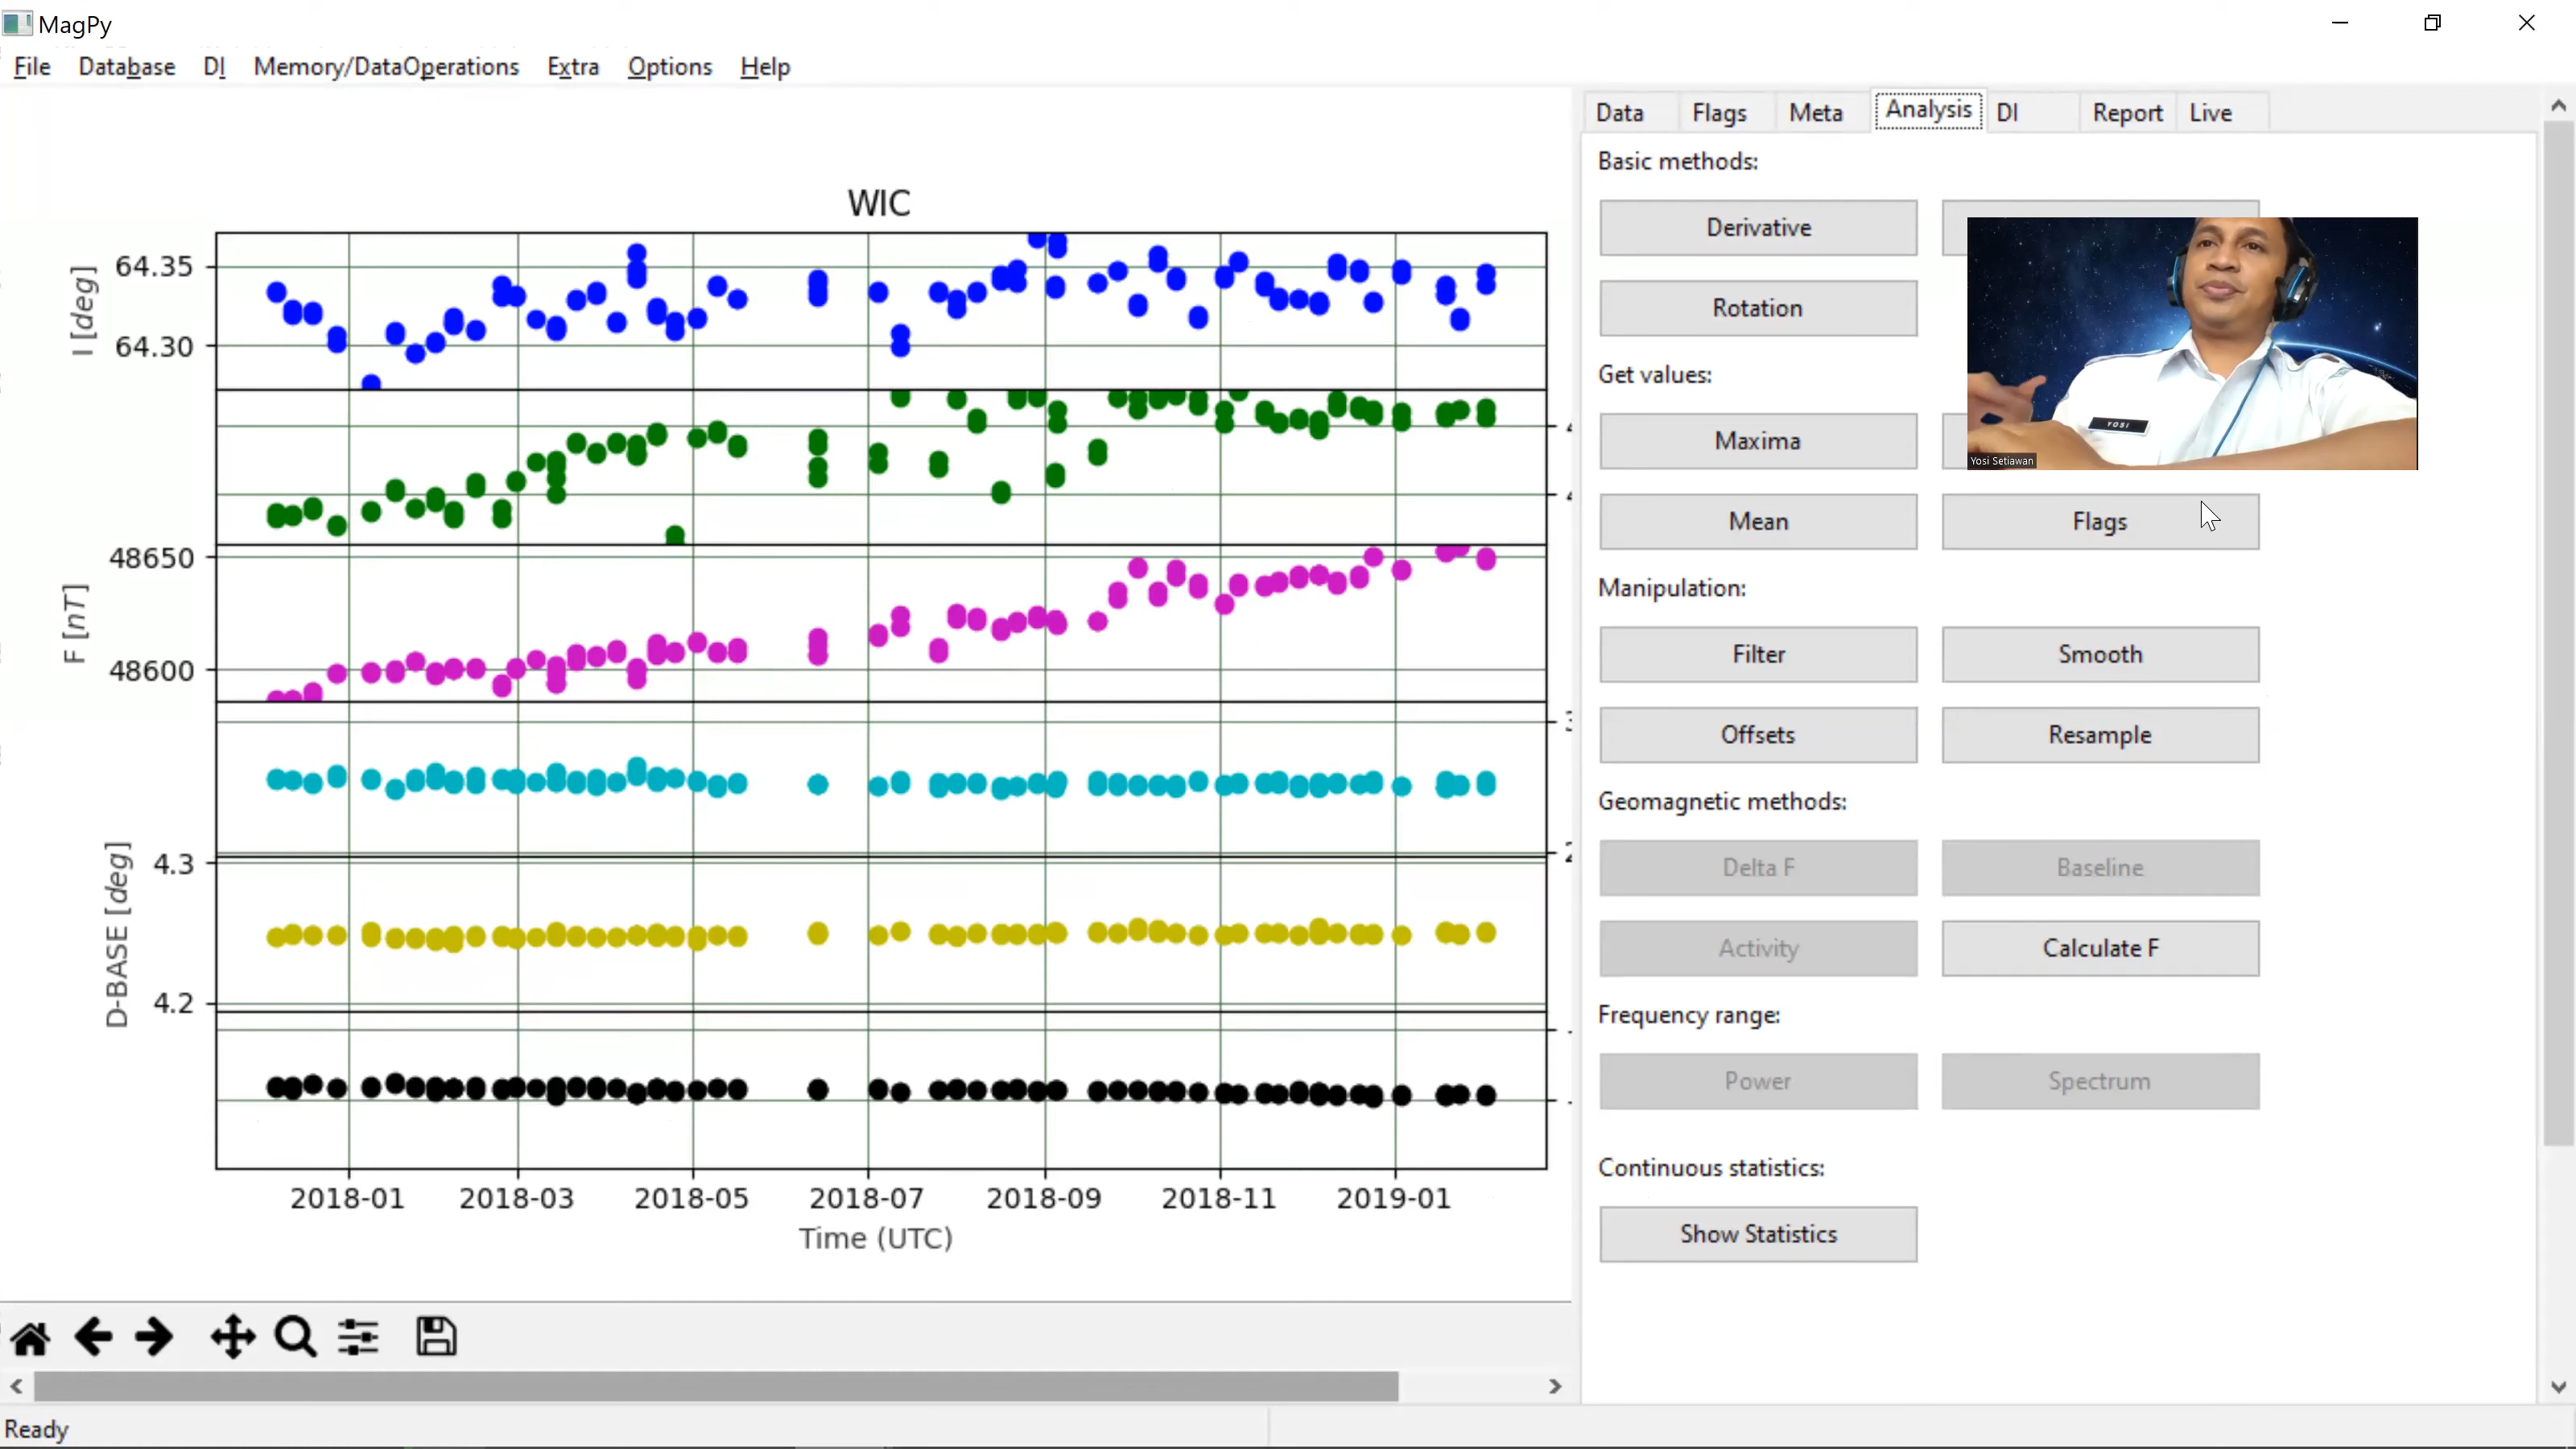 MagPy
File Database DI Memory/DataOperations Extra Options Help
Data Flags Meta Analysis DI Report Live
Basic methods:
Derivative
Rotation
Get values:
Maxima
Mean Flags
Manipulation:
Filter Smooth
Offsets Resample
Geomagnetic methods:
Delta F Baseline
Activity Calculate F
Frequency range:
Power Spectrum
Continuous statistics:
Show Statistics
YOSI
Yosi Setiawan
WIC
I [deg]
64.35
64.30
F [nT]
48650
48600
D-BASE [deg]
4.3
4.2
2018-01 2018-03 2018-05 2018-07 2018-09 2018-11 2019-01
Time (UTC)
Ready